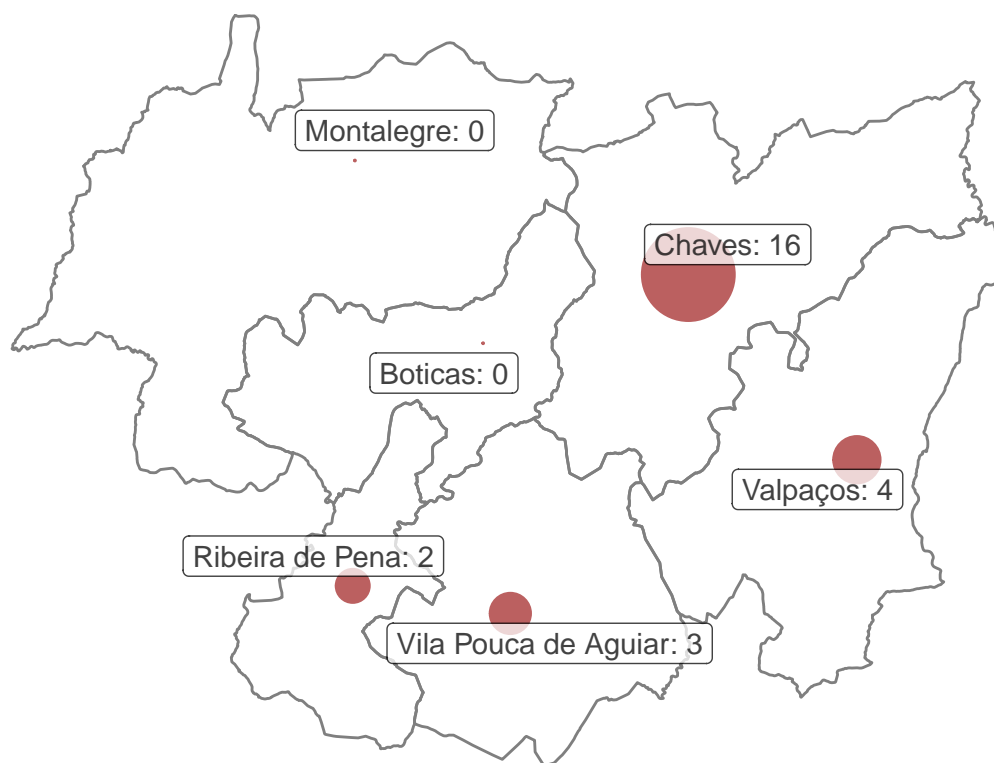 Montalegre: 0
Chaves: 16
Boticas: 0
Valpaços: 4
Ribeira de Pena: 2
Vila Pouca de Aguiar: 3